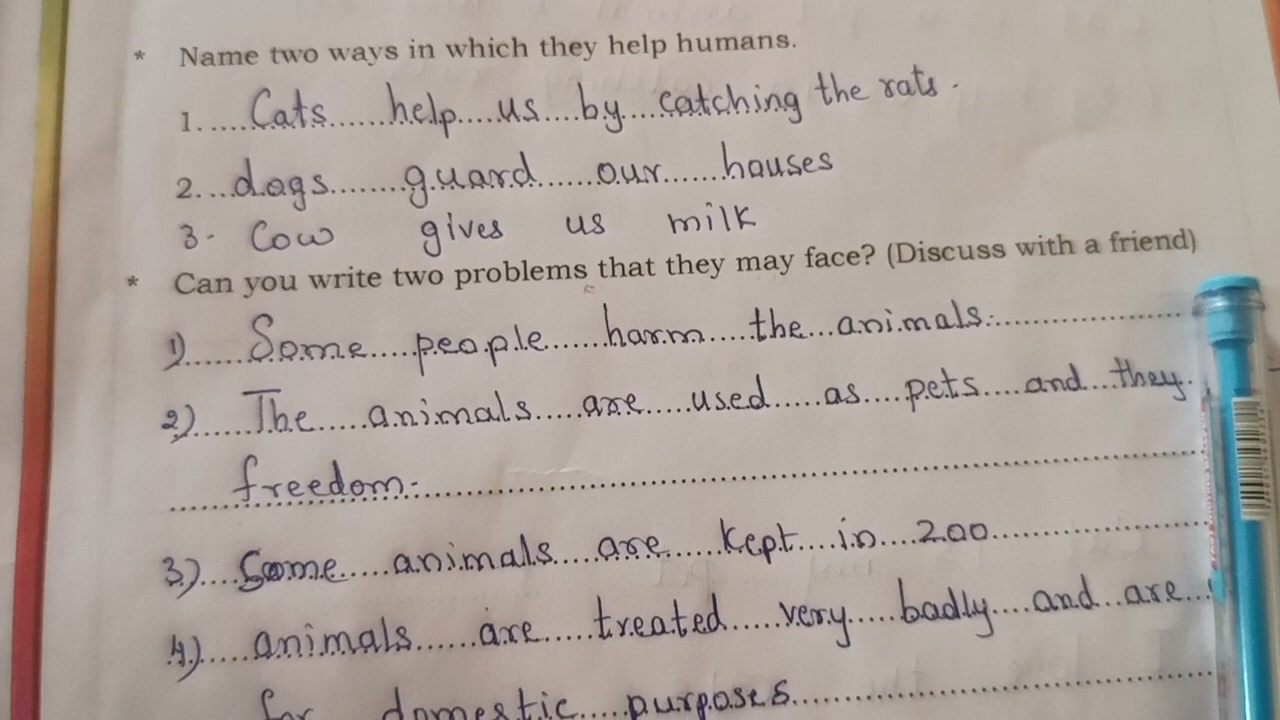 * Name two ways in which they help humans.
1. Cats help us by catching the rats.
2. dogs guard our houses
3. Cow gives us milk
* Can you write two problems that they may face? (Discuss with a friend)
1) Some people harm the animals.
2) The animals are used as pets and they
freedom.
3) Some animals are kept in zoo
4) animals are treated very badly and are
for domestic purposes